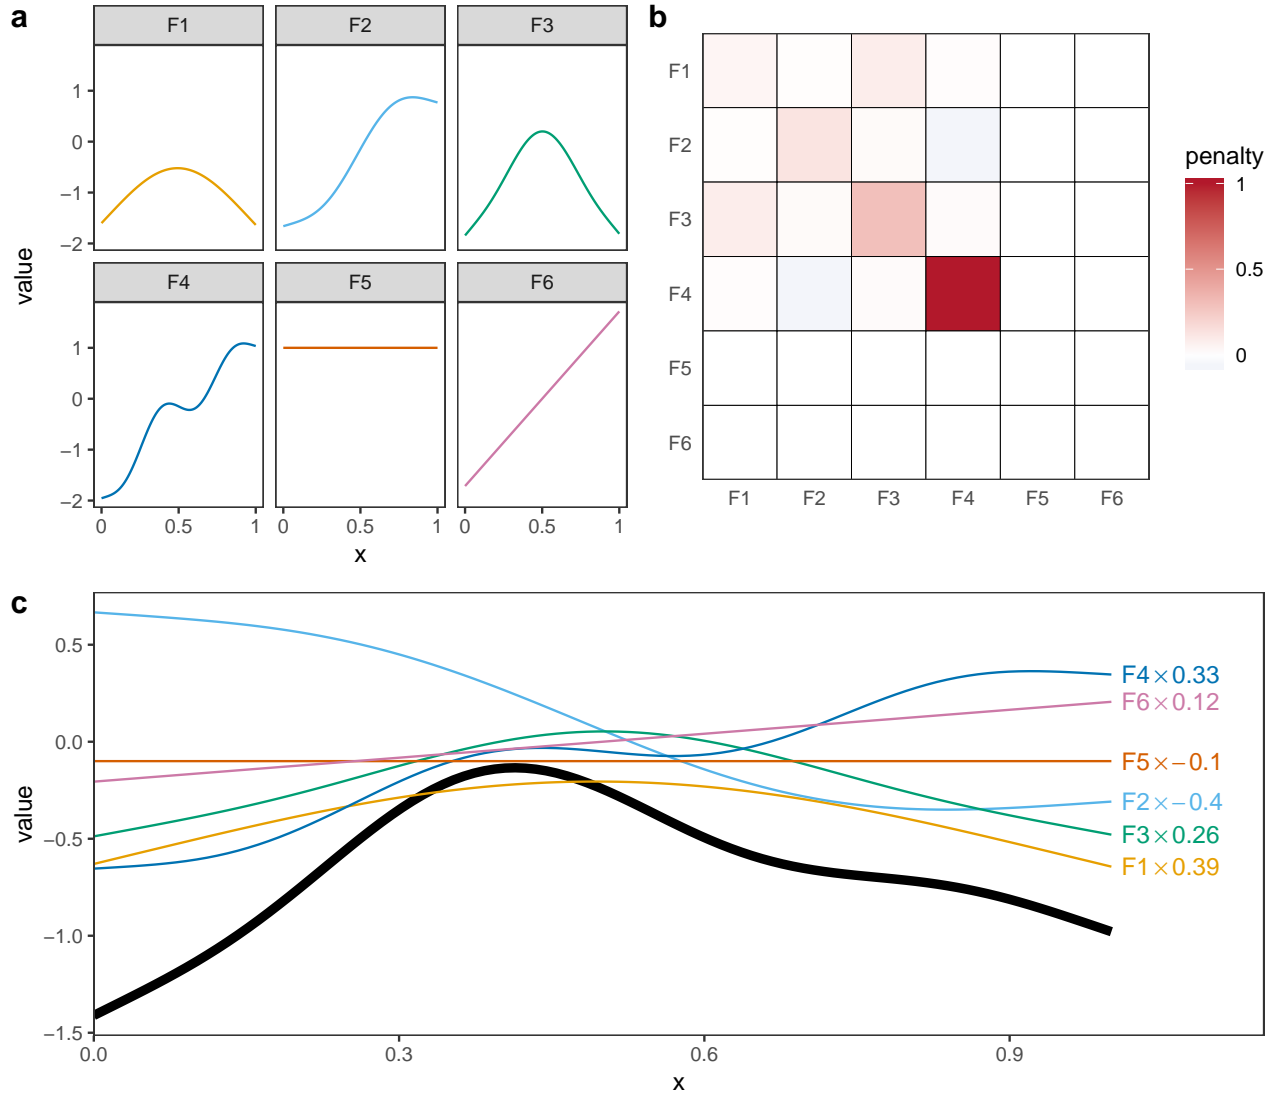 a
F1 F2 F3
1
0
−1
−2
F4 F5 F6
1
0
−1
−2
0 0.5 1 0 0.5 1 0 0.5 1
x
value
b
F1
F2
F3
F4
F5
F6
F1 F2 F3 F4 F5 F6
penalty
1
0.5
0
c
0.5
0.0
−0.5
−1.0
−1.5
0.0 0.3 0.6 0.9
x
value
F4×0.33
F6×0.12
F5×−0.1
F2×−0.4
F3×0.26
F1×0.39